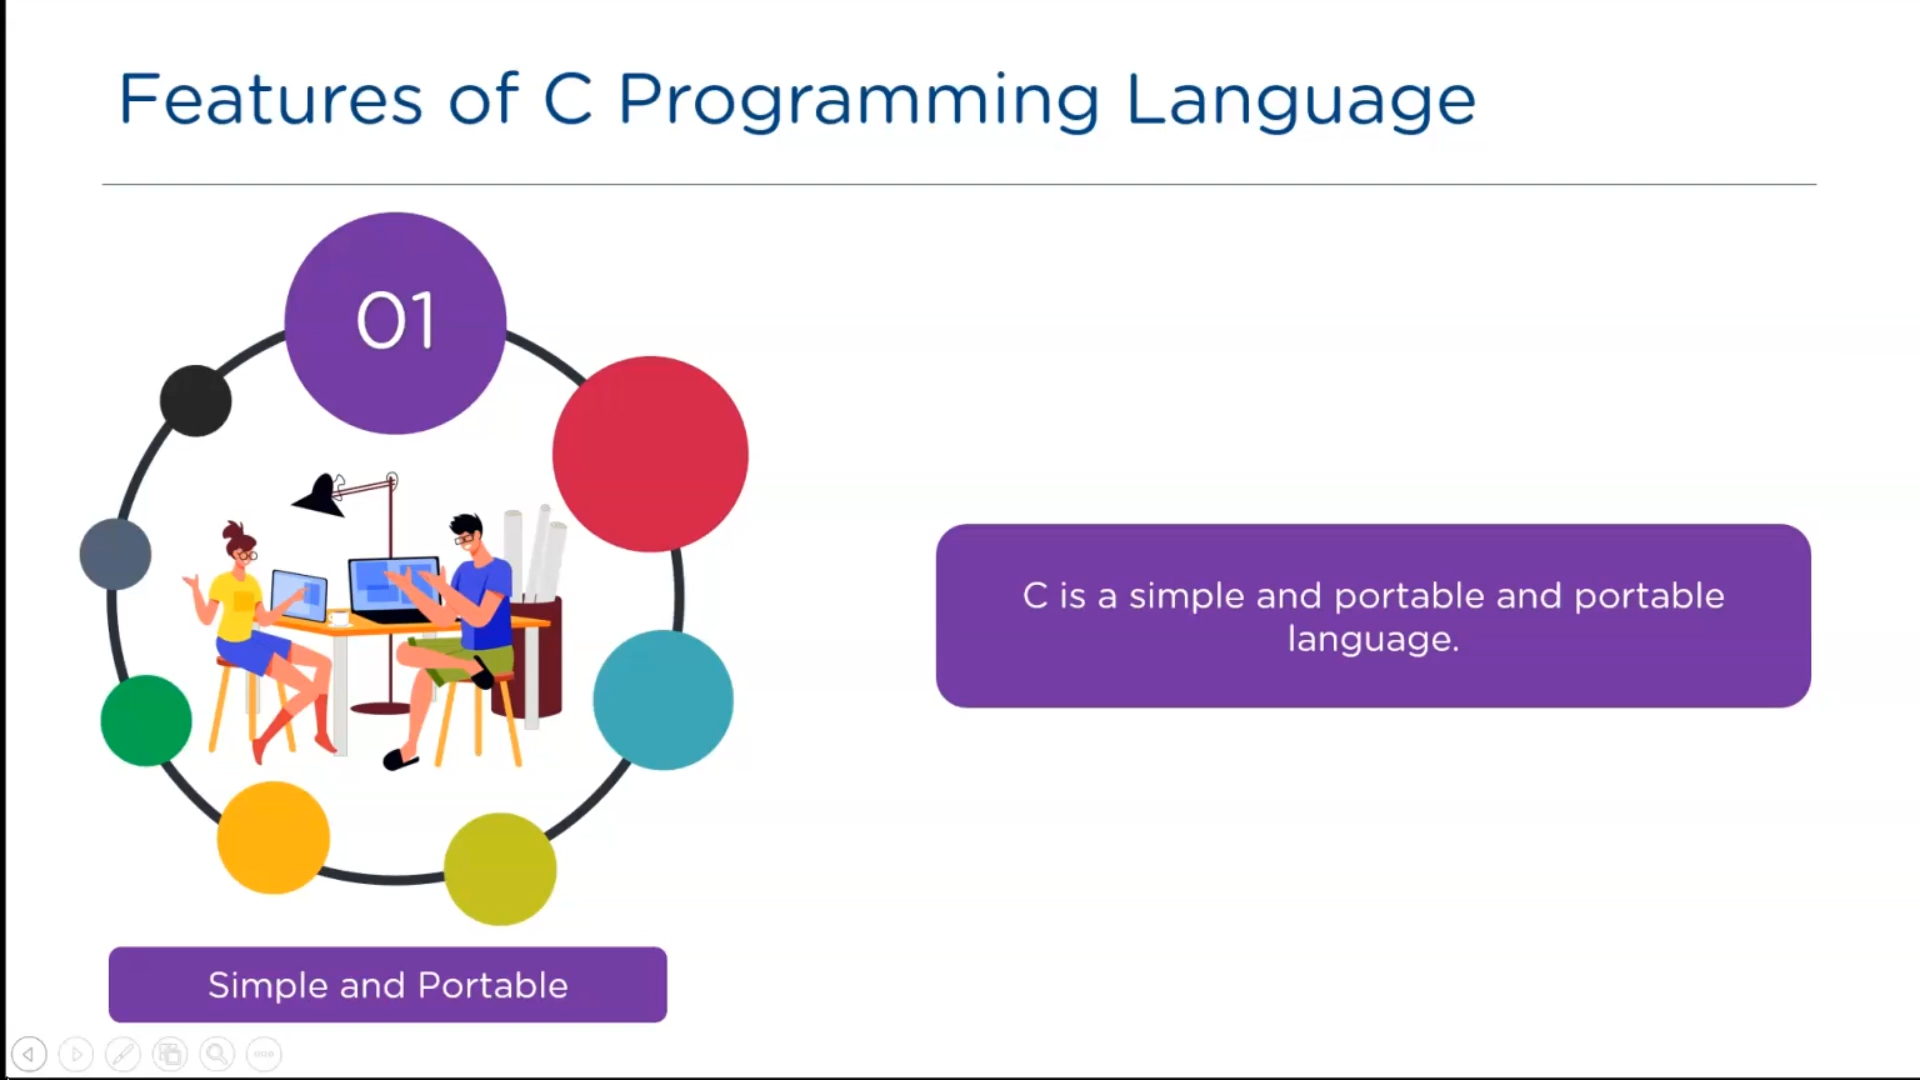 Features of C Programming Language
01
C is a simple and portable and portable
language.
Simple and Portable